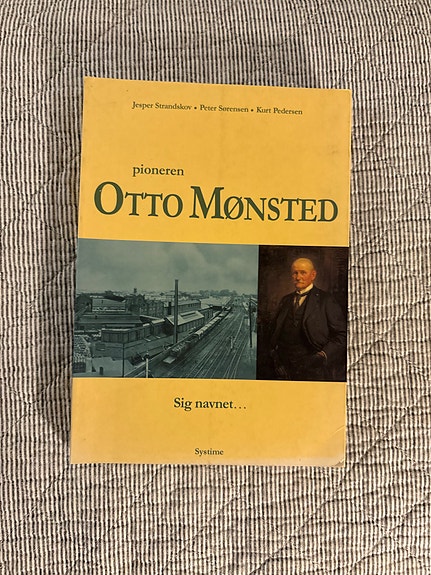 Jesper Strandskov • Peter Sørensen • Kurt Pedersen
pioneren
OTTO MØNSTED
Sig navnet...
Systime